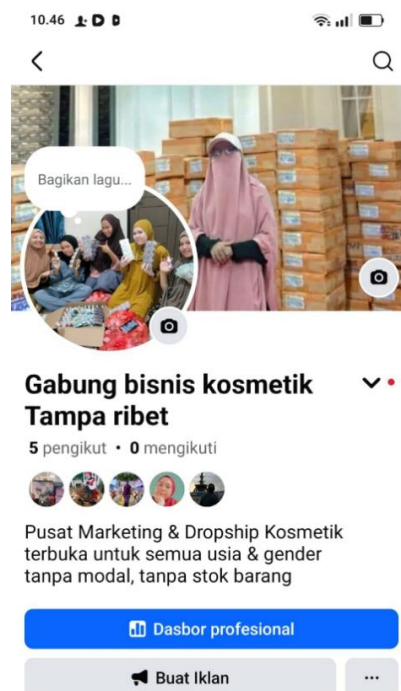 10.46
Bagikan lagu...
Gabung bisnis kosmetik
Tampa ribet
5 pengikut • 0 mengikuti
Pusat Marketing & Dropship Kosmetik
terbuka untuk semua usia & gender
tanpa modal, tanpa stok barang
Dasbor profesional
Buat Iklan